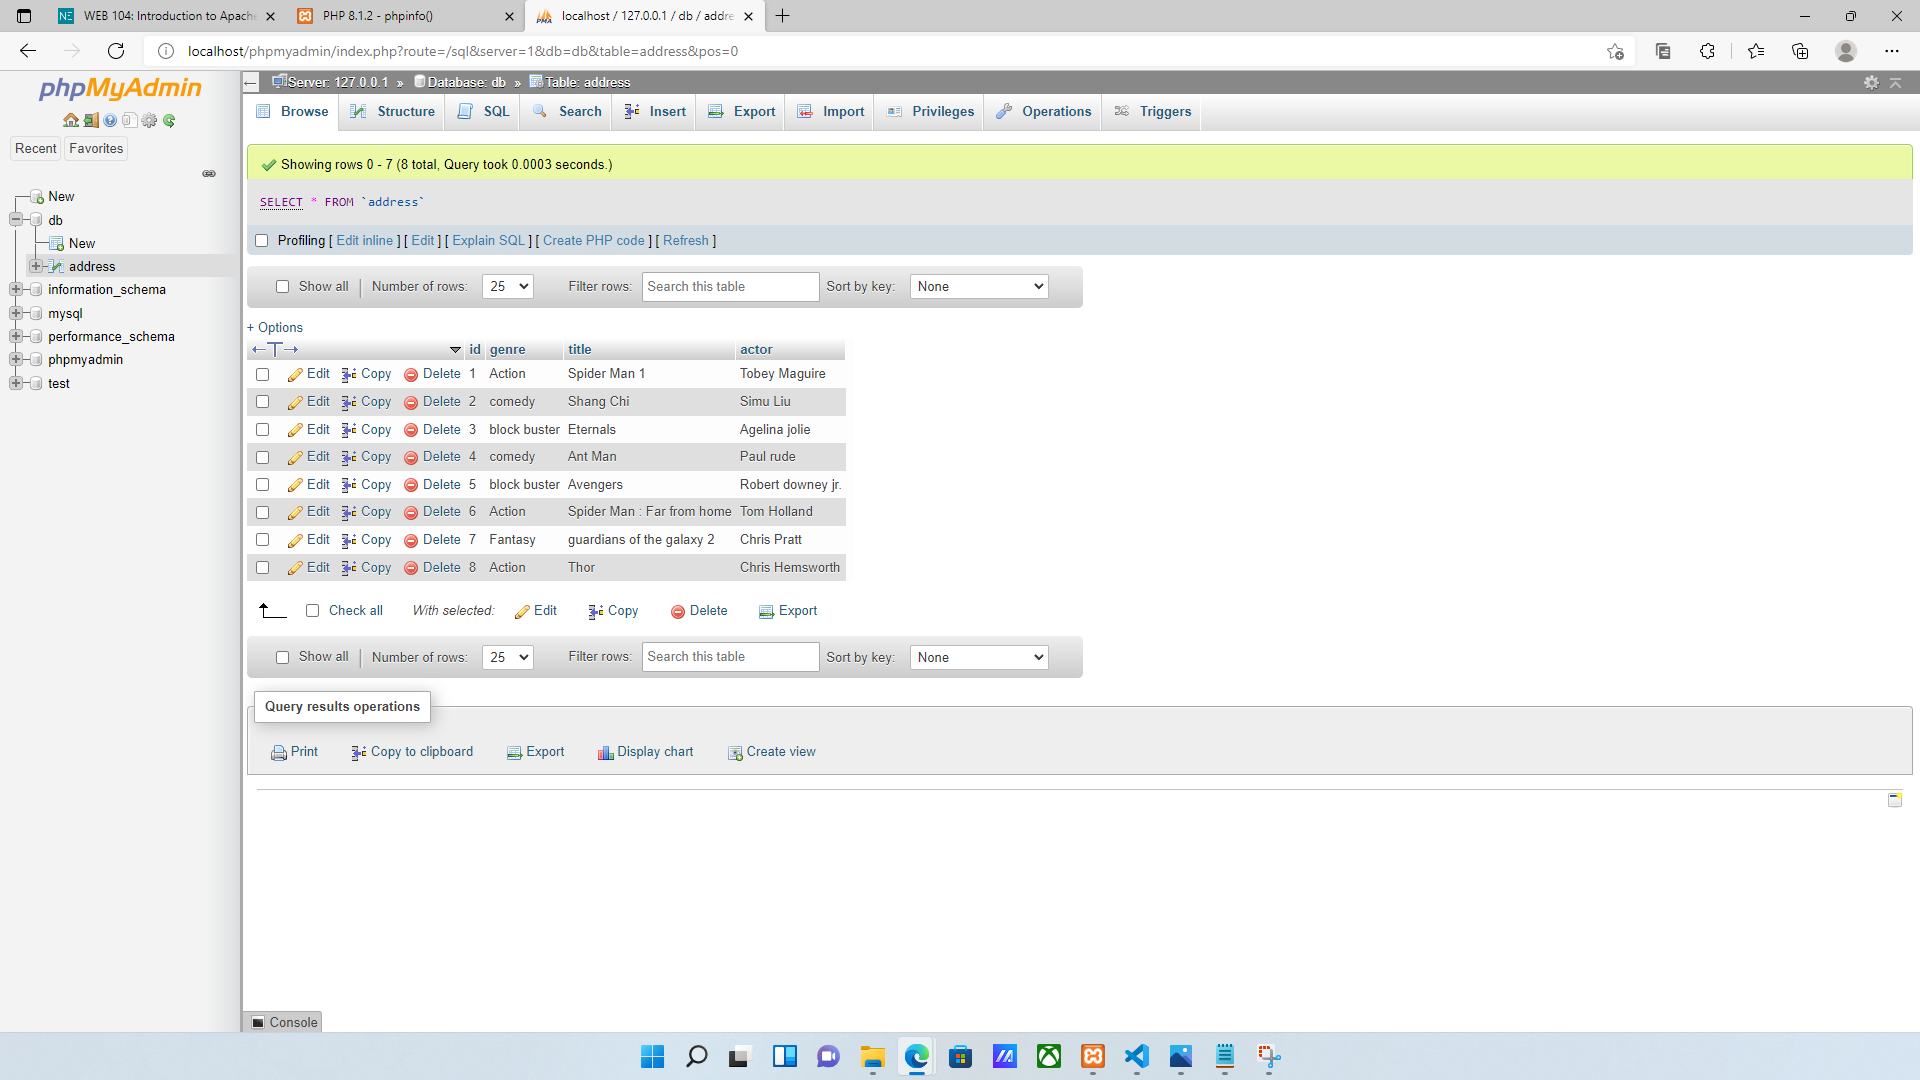 WEB 104: Introduction to Apache
PHP 8.1.2 - phpinfo()
localhost / 127.0.0.1 / db / addre
localhost/phpmyadmin/index.php?route=/sql&server=1&db=db&table=address&pos=0
phpMyAdmin
Recent Favorites
New
db
New
address
information_schema
mysql
performance_schema
phpmyadmin
test
Server: 127.0.0.1 » Database: db » Table: address
Browse Structure SQL Search Insert Export Import Privileges Operations Triggers
Showing rows 0 - 7 (8 total, Query took 0.0003 seconds.)
SELECT * FROM `address`
Profiling [ Edit inline ] [ Edit ] [ Explain SQL ] [ Create PHP code ] [ Refresh ]
Show all Number of rows: 25 Filter rows: Search this table Sort by key: None
+ Options
←T→ id genre title actor
Edit Copy Delete 1 Action Spider Man 1 Tobey Maguire
Edit Copy Delete 2 comedy Shang Chi Simu Liu
Edit Copy Delete 3 block buster Eternals Agelina jolie
Edit Copy Delete 4 comedy Ant Man Paul rude
Edit Copy Delete 5 block buster Avengers Robert downey jr.
Edit Copy Delete 6 Action Spider Man : Far from home Tom Holland
Edit Copy Delete 7 Fantasy guardians of the galaxy 2 Chris Pratt
Edit Copy Delete 8 Action Thor Chris Hemsworth
Check all With selected: Edit Copy Delete Export
Show all Number of rows: 25 Filter rows: Search this table Sort by key: None
Query results operations
Print Copy to clipboard Export Display chart Create view
Console